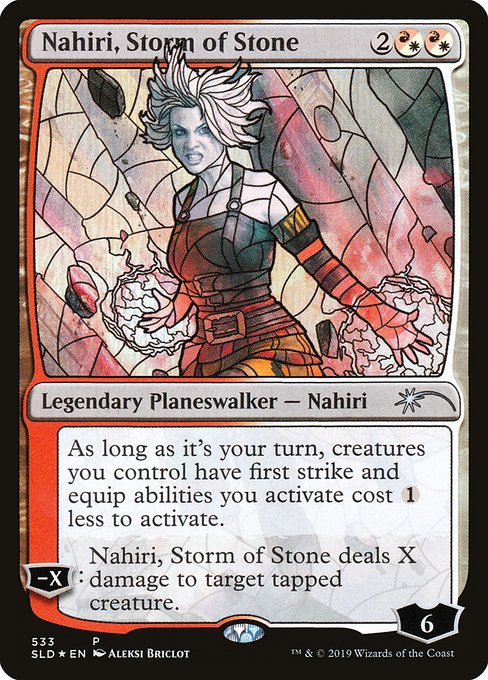 Nahiri, Storm of Stone 2
Legendary Planeswalker — Nahiri
As long as it's your turn, creatures
you control have first strike and
equip abilities you activate cost 1
less to activate.
-X : Nahiri, Storm of Stone deals X
damage to target tapped
creature.
6
533 P
SLD ★ EN Aleksi Briclot
™ & © 2019 Wizards of the Coast